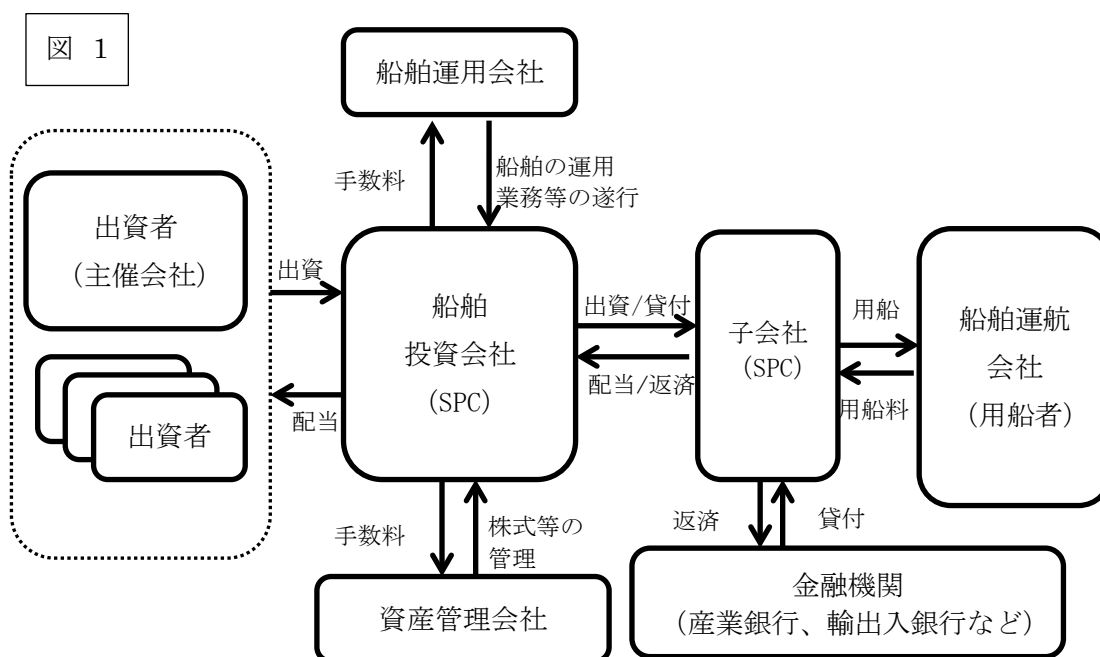 図 1
船舶運用会社
手数料
船舶の運用
業務等の遂行
出資者
(主催会社)
出資
船舶
投資会社
(SPC)
出資/貸付
子会社
(SPC)
用船
船舶運航
会社
(用船者)
配当/返済
用船料
配当
出資者
手数料
株式等の
管理
返済
貸付
資産管理会社
金融機関
(産業銀行、輸出入銀行など)